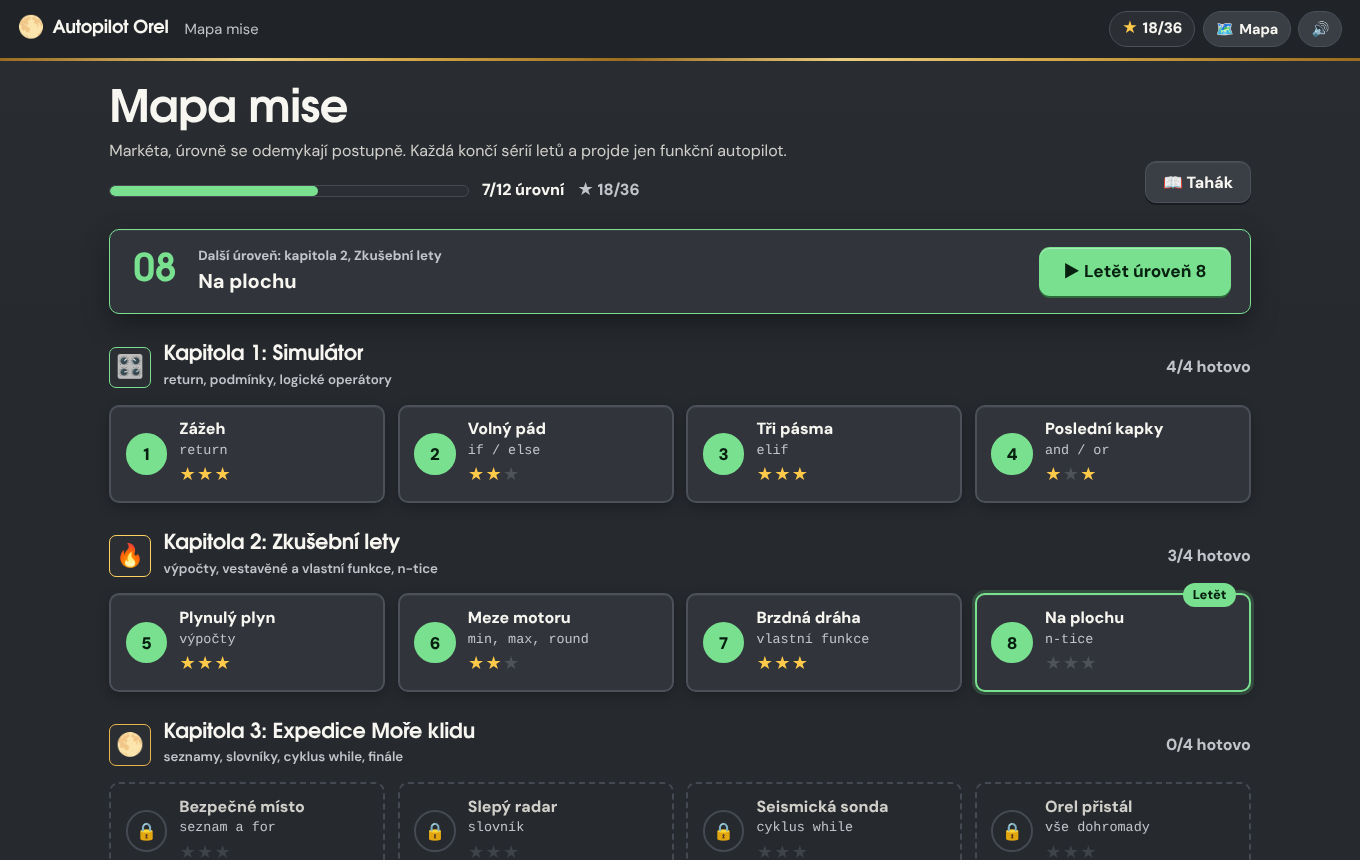 Autopilot Orel Mapa mise
★ 18/36
Mapa
Mapa mise
Markéta, úrovně se odemykají postupně. Každá končí sérií letů a projde jen funkční autopilot.
7/12 úrovní ★ 18/36
Tahák
08
Další úroveň: kapitola 2, Zkušební lety
Na plochu
▶ Letět úroveň 8
Kapitola 1: Simulátor
return, podmínky, logické operátory
4/4 hotovo
1
Zážeh
return
★★★
2
Volný pád
if / else
★★★
3
Tři pásma
elif
★★★
4
Poslední kapky
and / or
★★★
Kapitola 2: Zkušební lety
výpočty, vestavěné a vlastní funkce, n-tice
3/4 hotovo
5
Plynulý plyn
výpočty
★★★
6
Meze motoru
min, max, round
★★★
7
Brzdná dráha
vlastní funkce
★★★
Letět
8
Na plochu
n-tice
★★★
Kapitola 3: Expedice Moře klidu
seznamy, slovníky, cyklus while, finále
0/4 hotovo
Bezpečné místo
seznam a for
★★★
Slepý radar
slovník
★★★
Seismická sonda
cyklus while
★★★
Orel přistál
vše dohromady
★★★